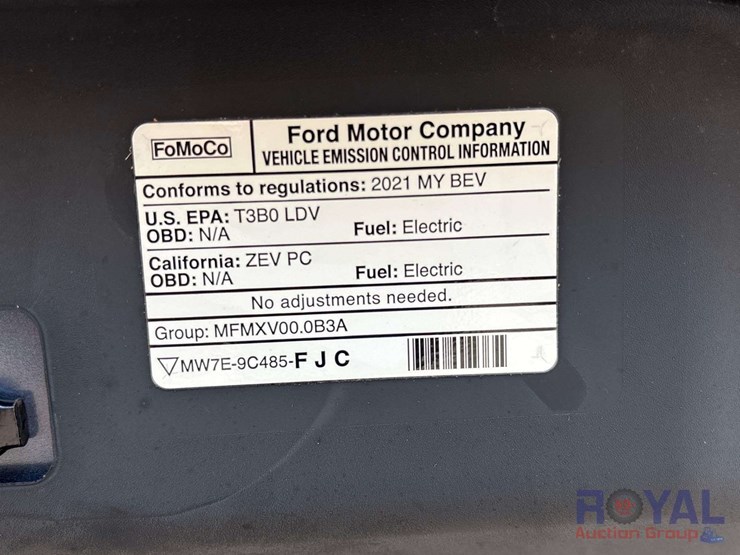 FoMoCo
Ford Motor Company
VEHICLE EMISSION CONTROL INFORMATION
Conforms to regulations: 2021 MY BEV
U.S. EPA: T3B0 LDV
OBD: N/A Fuel: Electric
California: ZEV PC
OBD: N/A Fuel: Electric
No adjustments needed.
Group: MFMXV00.0B3A
▽MW7E-9C485-F J C
ROYAL
Auction Group